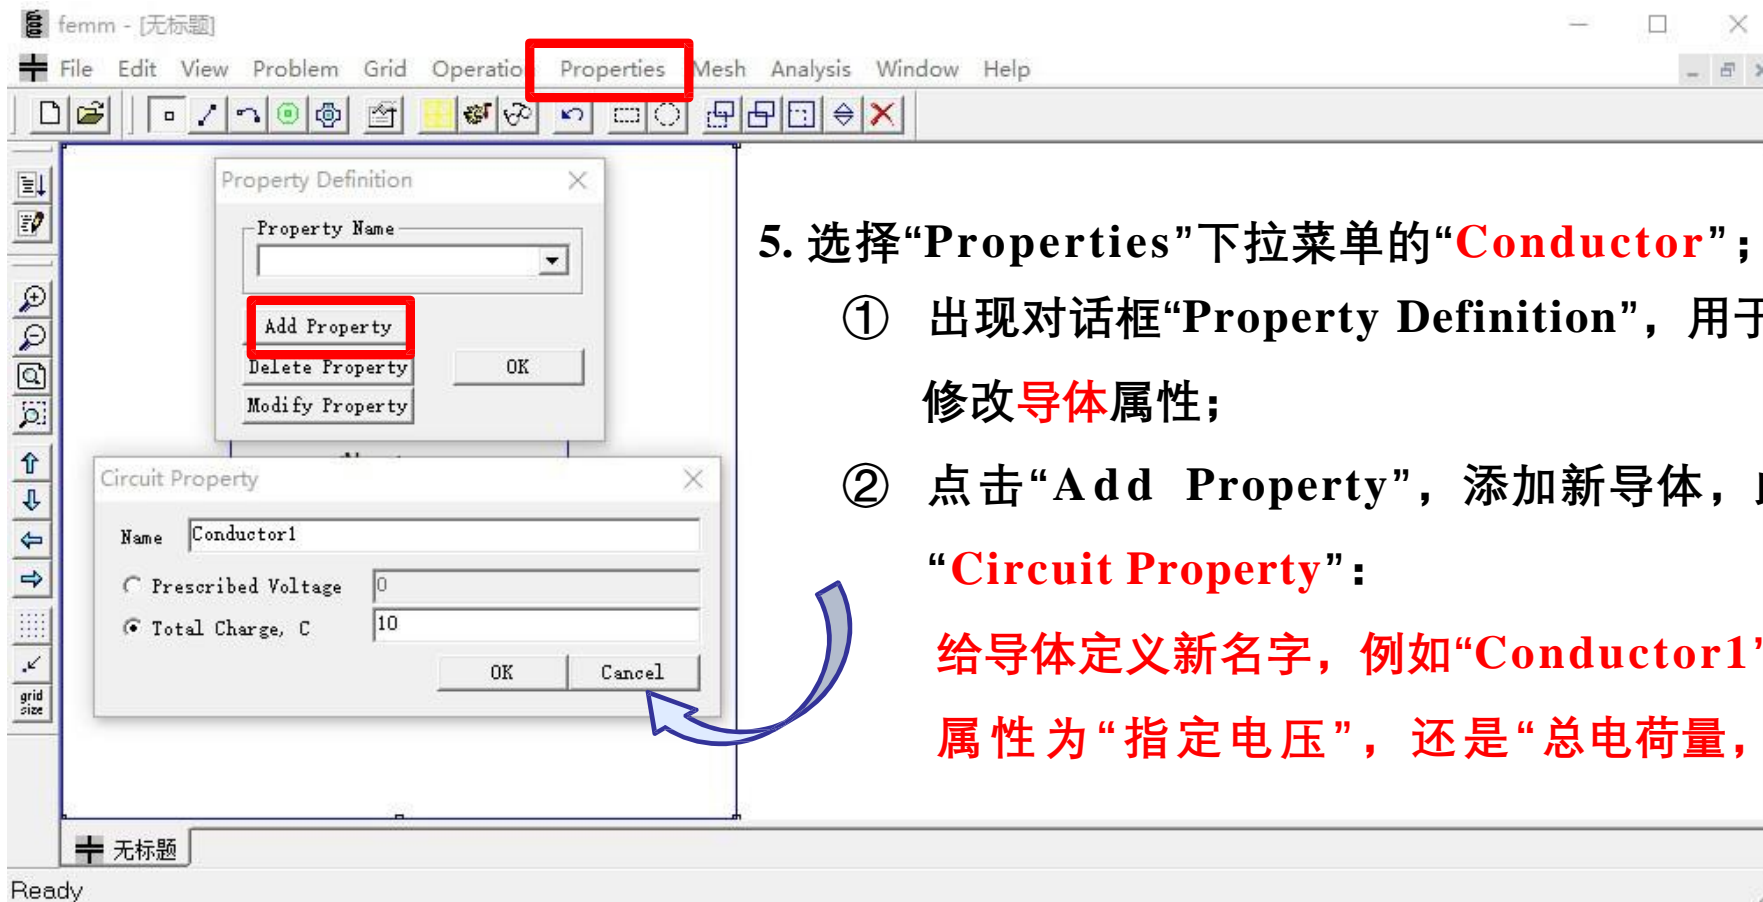 femm - [无标题]
File Edit View Problem Grid Operation Properties Mesh Analysis Window Help
Property Definition
Property Name
Add Property
Delete Property
OK
Modify Property
Circuit Property
Name Conductor1
Prescribed Voltage 0
Total Charge, C 10
OK Cancel
grid
size
无标题
Ready
5. 选择“Properties”下拉菜单的“Conductor”；
① 出现对话框“Property Definition”，用于
修改导体属性；
② 点击“Add Property”，添加新导体，
“Circuit Property”：
给导体定义新名字，例如“Conductor1”
属性为“指定电压”，还是“总电荷量，